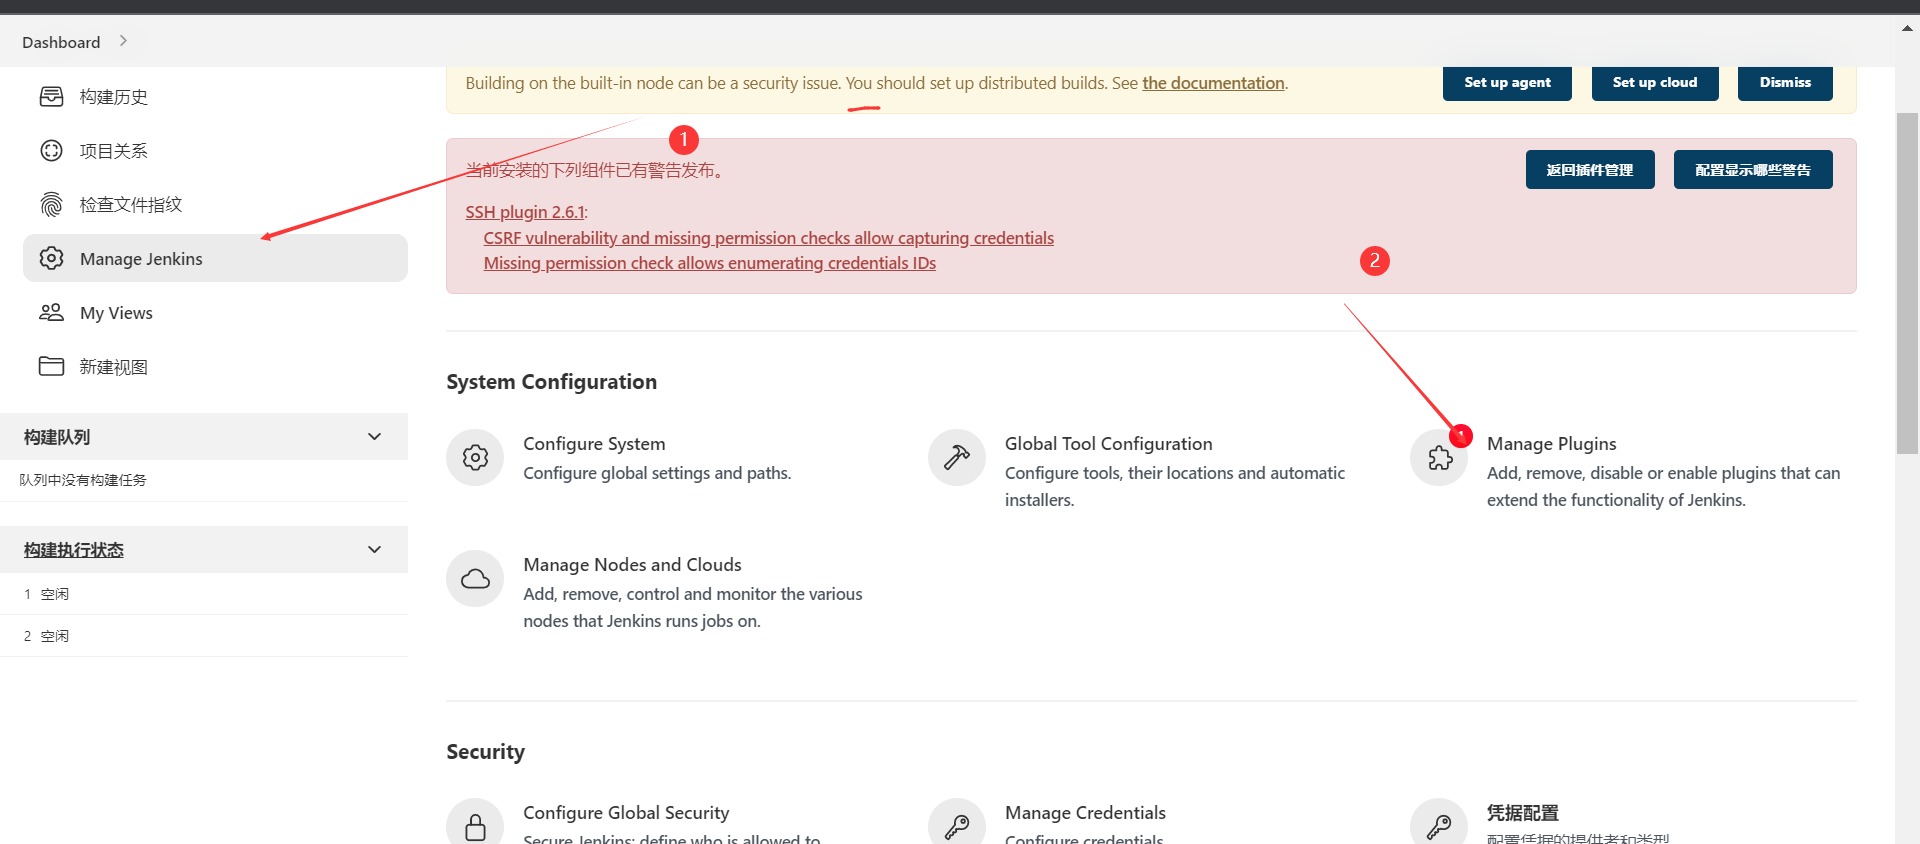 Dashboard
构建历史
项目关系
检查文件指纹
Manage Jenkins
My Views
新建视图
构建队列
队列中没有构建任务
构建执行状态
1 空闲
2 空闲
Building on the built-in node can be a security issue. You should set up distributed builds. See the documentation.
Set up agent
Set up cloud
Dismiss
1
当前安装的下列组件已有警告发布。
返回插件管理
配置显示哪些警告
SSH plugin 2.6.1:
CSRF vulnerability and missing permission checks allow capturing credentials
Missing permission check allows enumerating credentials IDs
2
System Configuration
Configure System
Configure global settings and paths.
Global Tool Configuration
Configure tools, their locations and automatic
installers.
Manage Plugins
Add, remove, disable or enable plugins that can
extend the functionality of Jenkins.
Manage Nodes and Clouds
Add, remove, control and monitor the various
nodes that Jenkins runs jobs on.
Security
Configure Global Security
Secure Jenkins; define who is allowed to
Manage Credentials
Configure credentials
凭据配置
配置凭据的提供者和类型